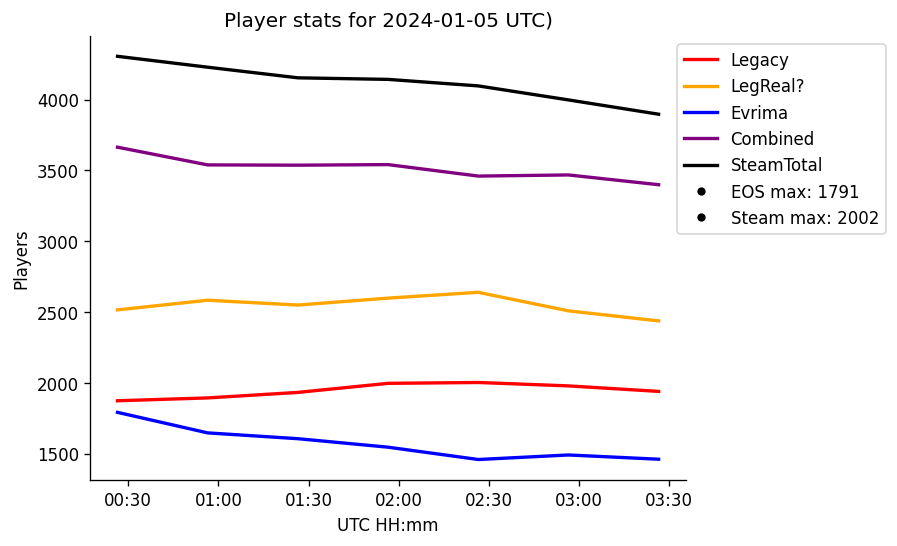 Player stats for 2024-01-05 UTC)
Legacy
LegReal?
Evrima
Combined
SteamTotal
EOS max: 1791
Steam max: 2002
Players
4000
3500
3000
2500
2000
1500
00:30 01:00 01:30 02:00 02:30 03:00 03:30
UTC HH:mm